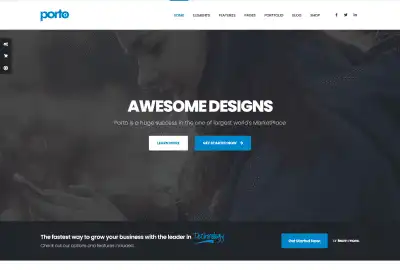 porto
HOME ELEMENTS FEATURES PAGES PORTFOLIO BLOG SHOP
AWESOME DESIGNS
Porto is a huge success in the one of largest world's MarketPlace
LEARN MORE
GET STARTED NOW
The fastest way to grow your business with the leader in Technology
Check out our options and features included.
Get Started Now
or learn more.